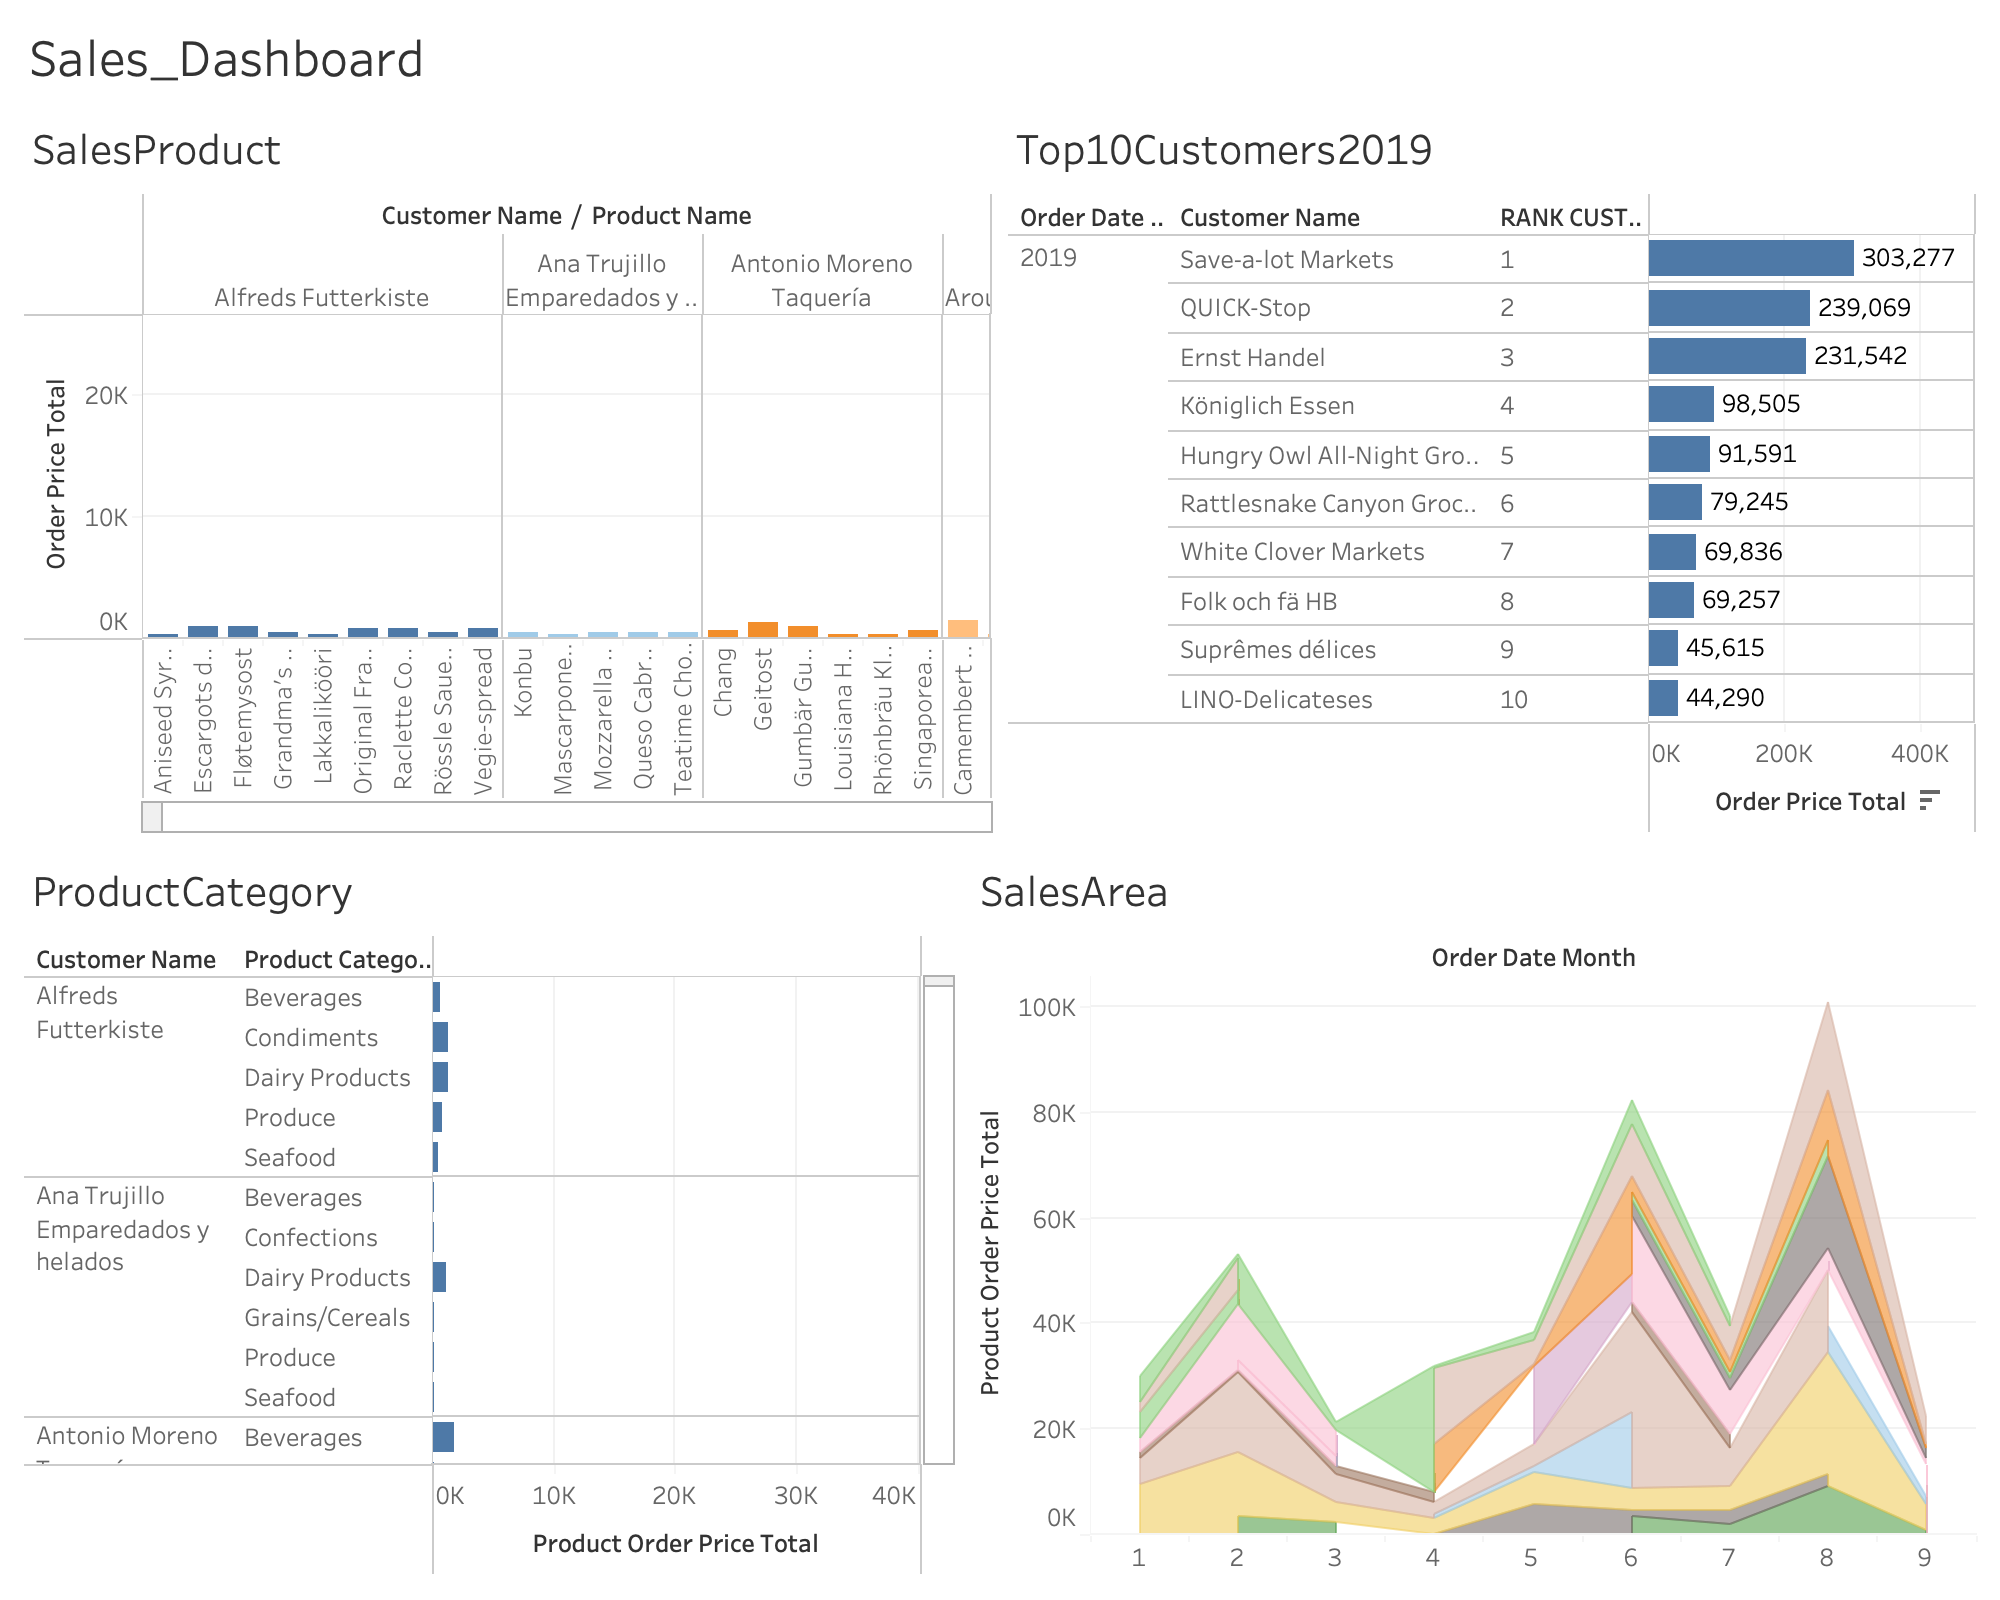 Sales_Dashboard
SalesProduct
Customer Name / Product Name
Alfreds Futterkiste
Ana Trujillo
Emparedados y ..
Antonio Moreno
Taquería
Order Price Total
20K
10K
0K
Aniseed Syr..
Escargots d..
Fløtemysost
Grandma's ..
Lakkalikööri
Original Fra..
Raclette Co..
Rössle Saue..
Vegie-spread
Konbu
Mascarpone..
Mozzarella ..
Queso Cabr..
Teatime Cho..
Chang
Geitost
Gumbär Gu..
Louisiana H..
Rhönbräu Kl..
Singaporea..
Camembert ..
Top10Customers2019
Order Date .. Customer Name RANK CUST..
2019 Save-a-lot Markets 1 303,277
QUICK-Stop 2 239,069
Ernst Handel 3 231,542
Königlich Essen 4 98,505
Hungry Owl All-Night Gro.. 5 91,591
Rattlesnake Canyon Groc.. 6 79,245
White Clover Markets 7 69,836
Folk och fä HB 8 69,257
Suprêmes délices 9 45,615
LINO-Delicateses 10 44,290
0K 200K 400K
Order Price Total
ProductCategory
Customer Name Product Catego..
Alfreds
Futterkiste
Beverages
Condiments
Dairy Products
Produce
Seafood
Ana Trujillo
Emparedados y
helados
Beverages
Confections
Dairy Products
Grains/Cereals
Produce
Seafood
Antonio Moreno
Beverages
0K 10K 20K 30K 40K
Product Order Price Total
SalesArea
Order Date Month
Product Order Price Total
100K
80K
60K
40K
20K
0K
1 2 3 4 5 6 7 8 9